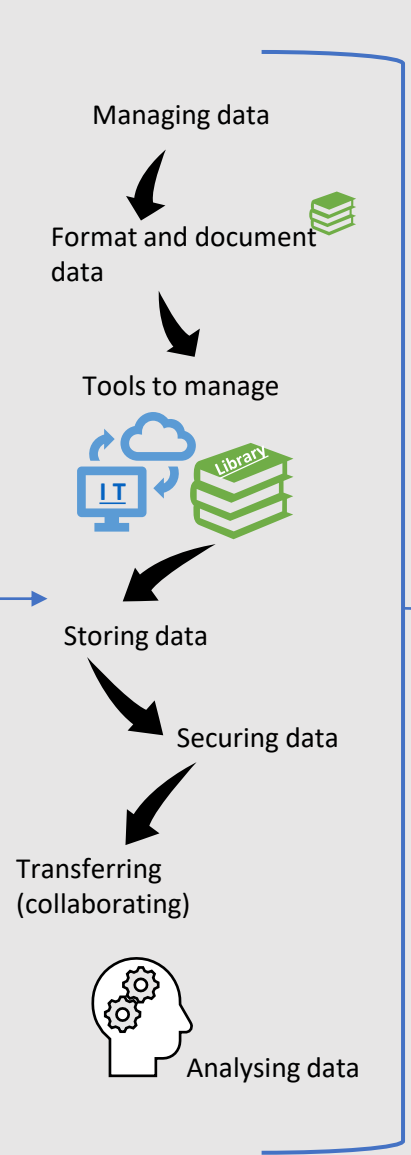 Managing data
Format and document
data
Tools to manage
Library
I T
Storing data
Securing data
Transferring
(collaborating)
Analysing data